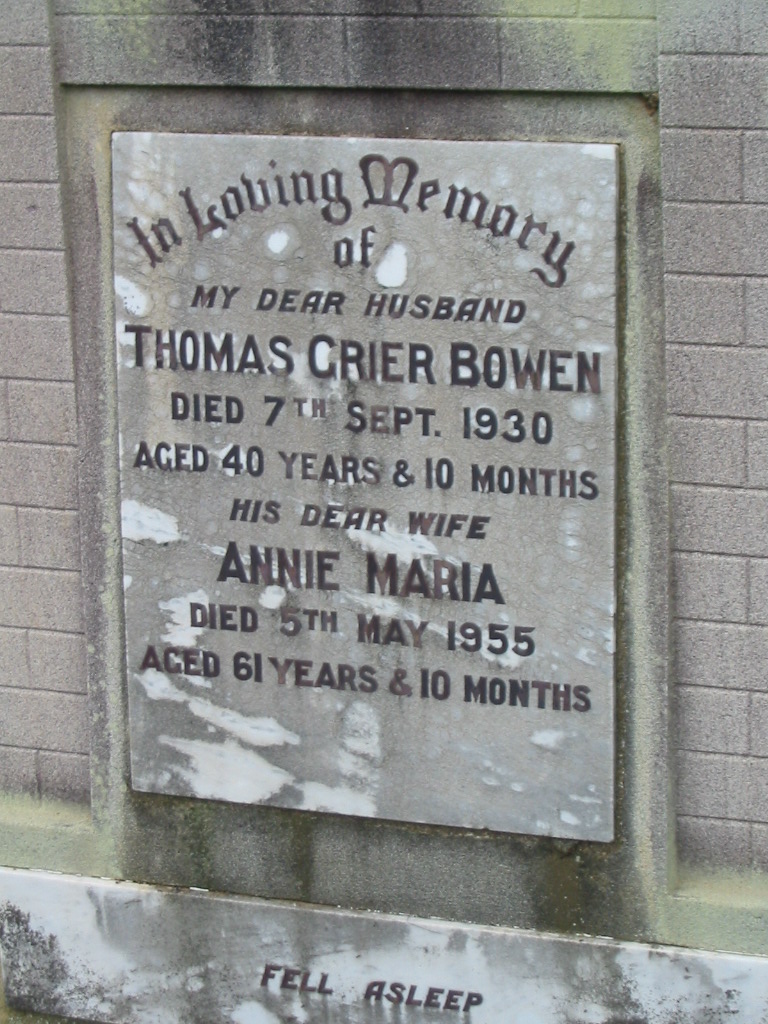 In Loving Memory
of
MY DEAR HUSBAND
THOMAS GRIER BOWEN
DIED 7TH SEPT. 1930
AGED 40 YEARS & 10 MONTHS
HIS DEAR WIFE
ANNIE MARIA
DIED 5TH MAY 1955
AGED 61 YEARS & 10 MONTHS
FELL ASLEEP